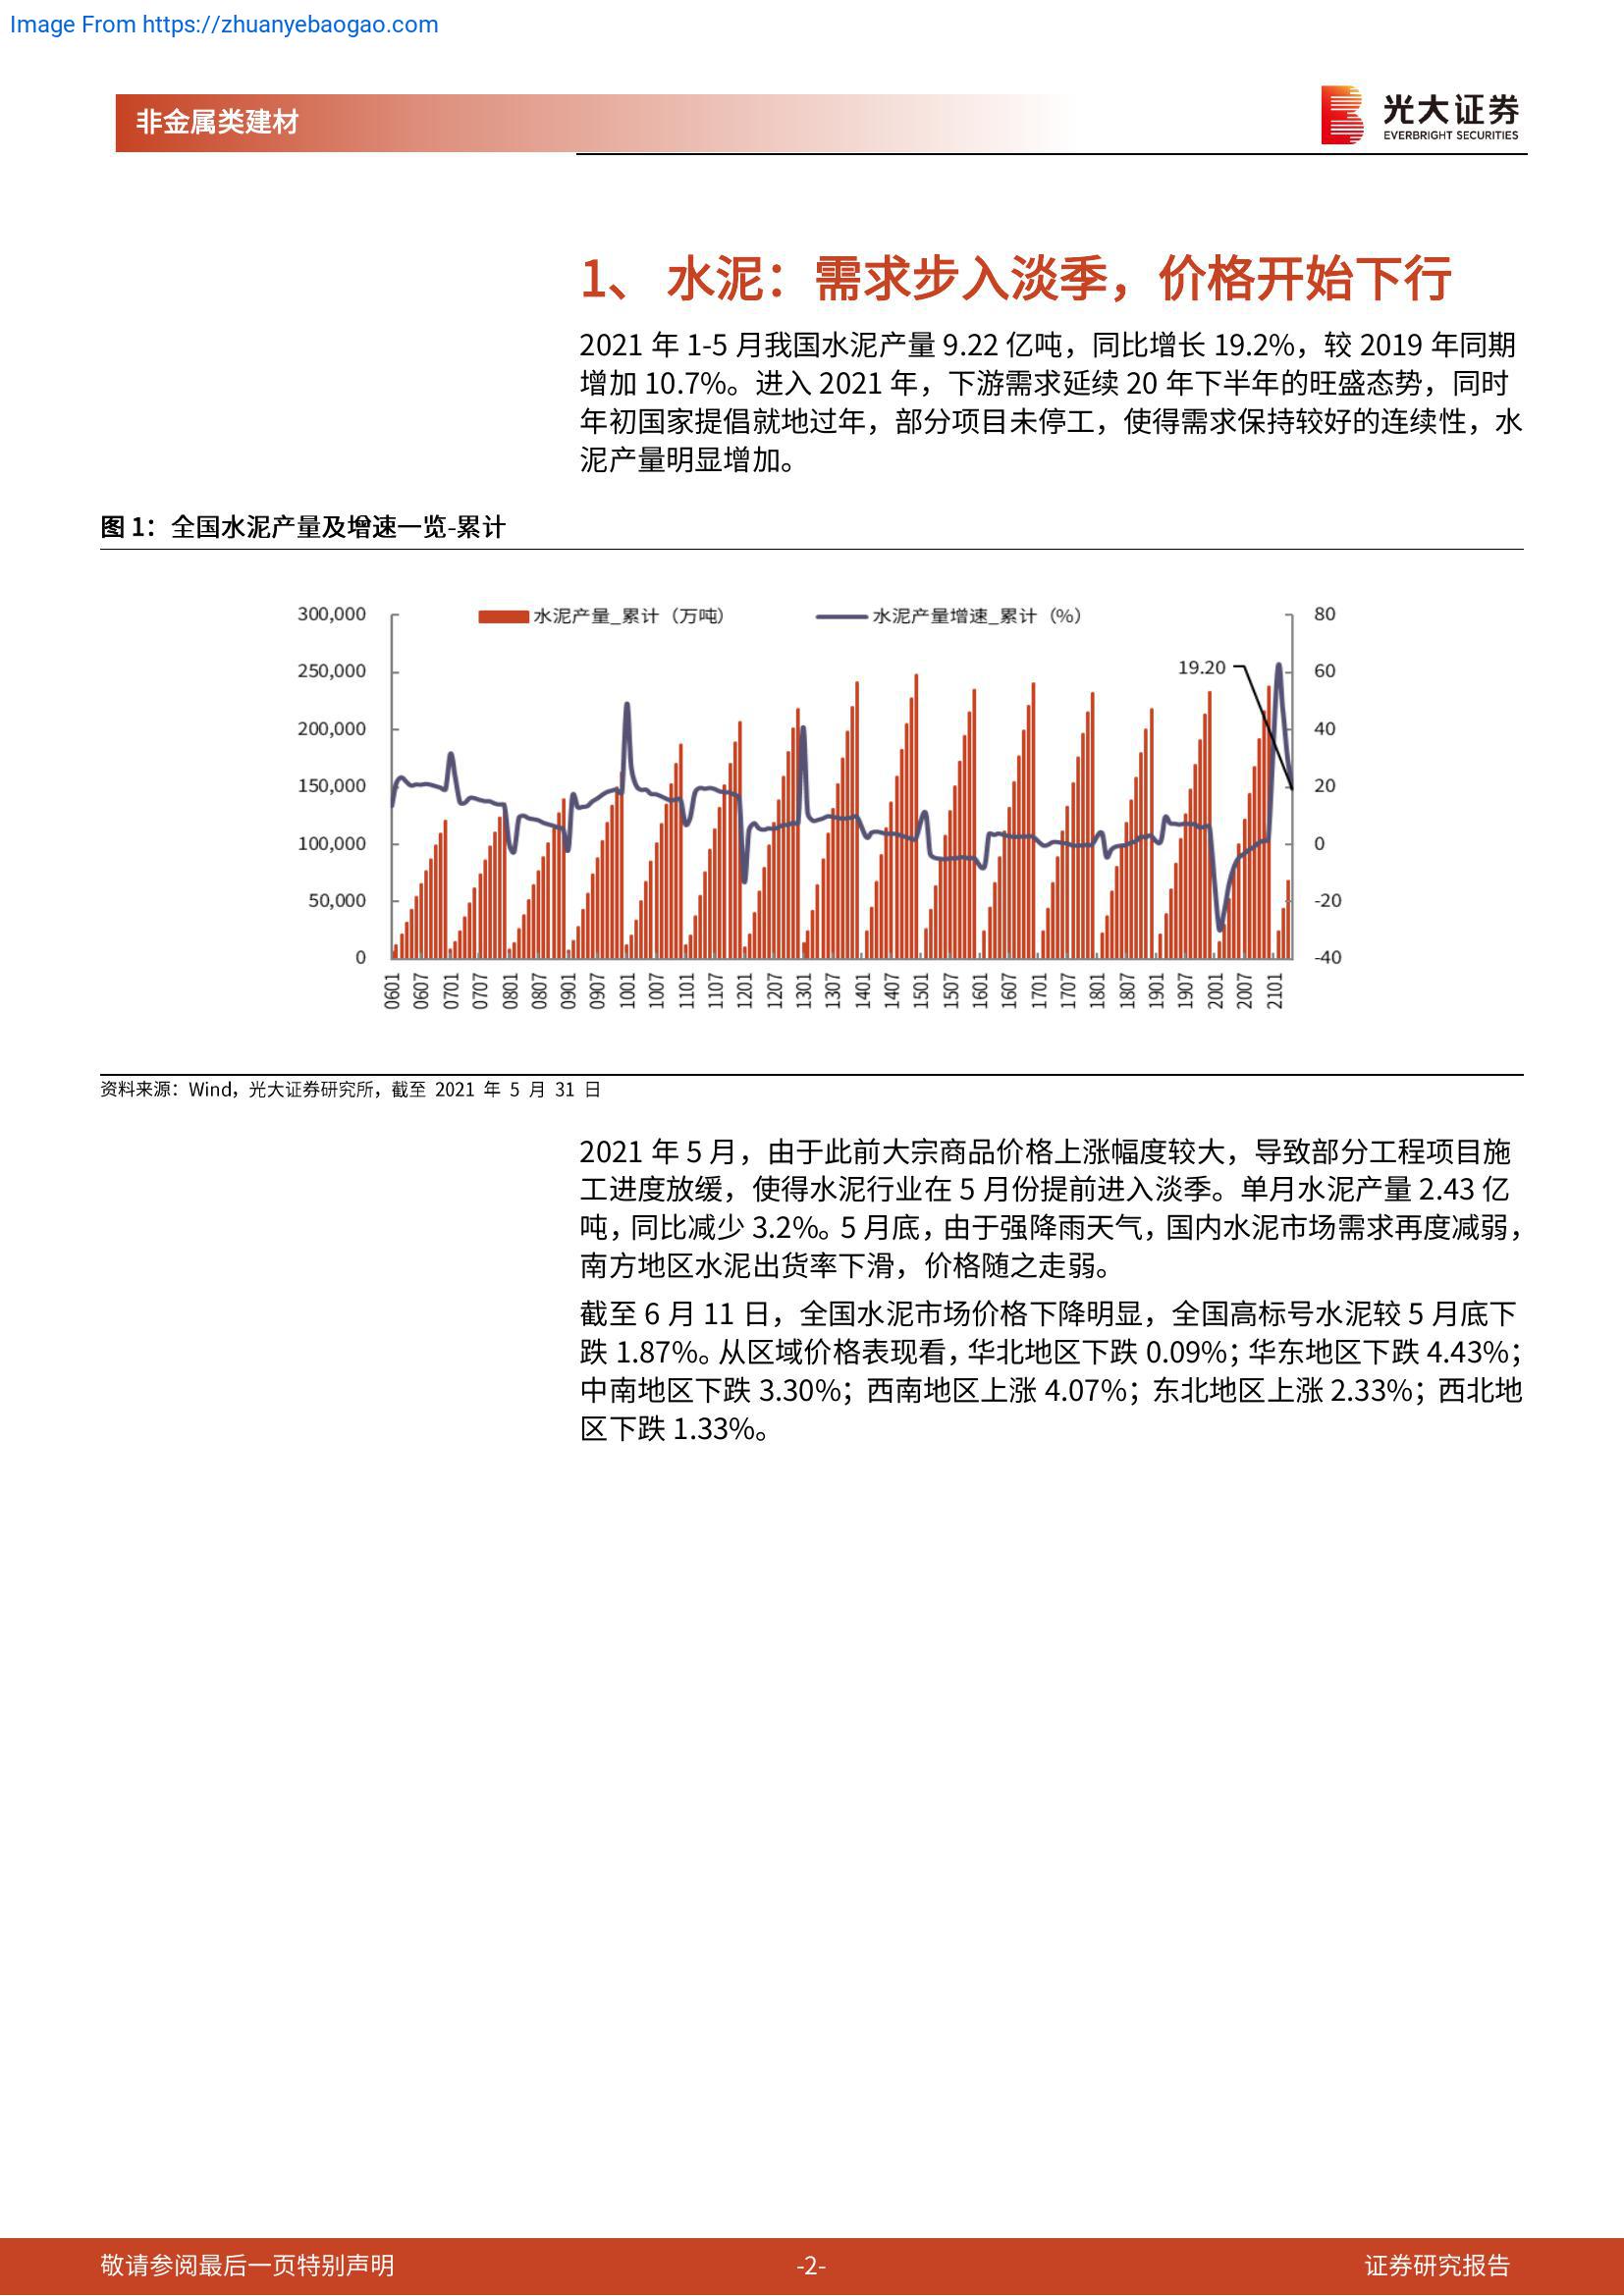 Image From https://zhuanyebaogao.com
非金属类建材
光大证券
EVERBRIGHT SECURITIES
1、 水泥：需求步入淡季，价格开始下行
2021 年 1-5 月我国水泥产量 9.22 亿吨，同比增长 19.2%，较 2019 年同期
增加 10.7%。进入 2021 年，下游需求延续 20 年下半年的旺盛态势，同时
年初国家提倡就地过年，部分项目未停工，使得需求保持较好的连续性，水
泥产量明显增加。
图 1：全国水泥产量及增速一览-累计
水泥产量_累计（万吨）
水泥产量增速_累计（%）
300,000
250,000
200,000
150,000
100,000
50,000
0
80
60
40
20
0
-20
-40
19.20
0601 0607 0701 0707 0801 0807 0901 0907 1001 1007 1101 1107 1201 1207 1301 1307 1401 1407 1501 1507 1601 1607 1701 1707 1801 1807 1901 1907 2001 2007 2101
资料来源：Wind，光大证券研究所，截至 2021 年 5 月 31 日
2021 年 5 月，由于此前大宗商品价格上涨幅度较大，导致部分工程项目施
工进度放缓，使得水泥行业在 5 月份提前进入淡季。单月水泥产量 2.43 亿
吨，同比减少 3.2%。5 月底，由于强降雨天气，国内水泥市场需求再度减弱，
南方地区水泥出货率下滑，价格随之走弱。
截至 6 月 11 日，全国水泥市场价格下降明显，全国高标号水泥较 5 月底下
跌 1.87%。从区域价格表现看，华北地区下跌 0.09%；华东地区下跌 4.43%；
中南地区下跌 3.30%；西南地区上涨 4.07%；东北地区上涨 2.33%；西北地
区下跌 1.33%。
敬请参阅最后一页特别声明
-2-
证券研究报告